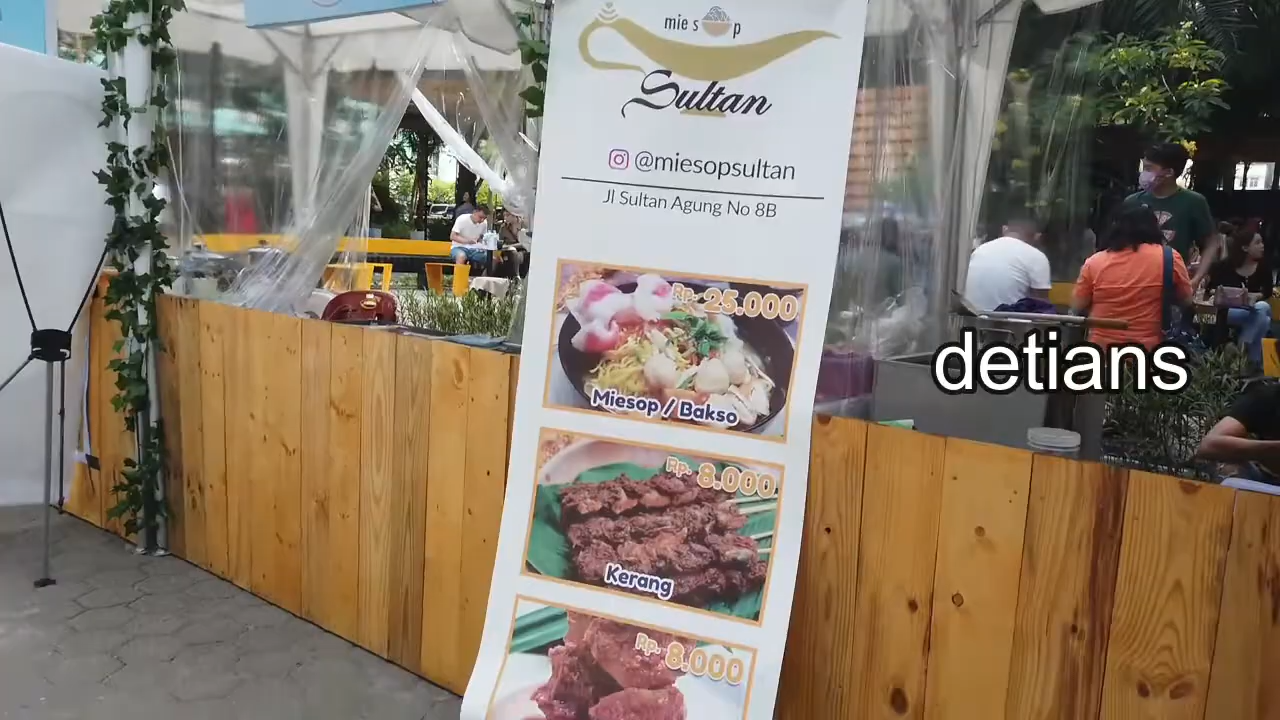 mie sop
Sultan
@miesopsultan
Jl Sultan Agung No 8B
Rp. 25.000
Miesop / Bakso
Rp. 8.000
Kerang
Rp. 8.000
detians